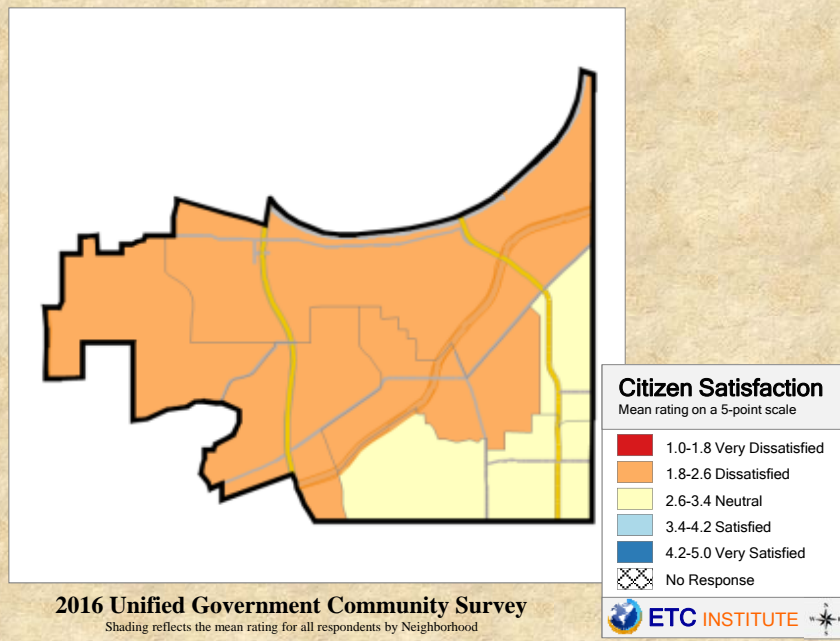 Citizen Satisfaction
Mean rating on a 5-point scale
1.0-1.8 Very Dissatisfied
1.8-2.6 Dissatisfied
2.6-3.4 Neutral
3.4-4.2 Satisfied
4.2-5.0 Very Satisfied
No Response
2016 Unified Government Community Survey
Shading reflects the mean rating for all respondents by Neighborhood
ETC INSTITUTE